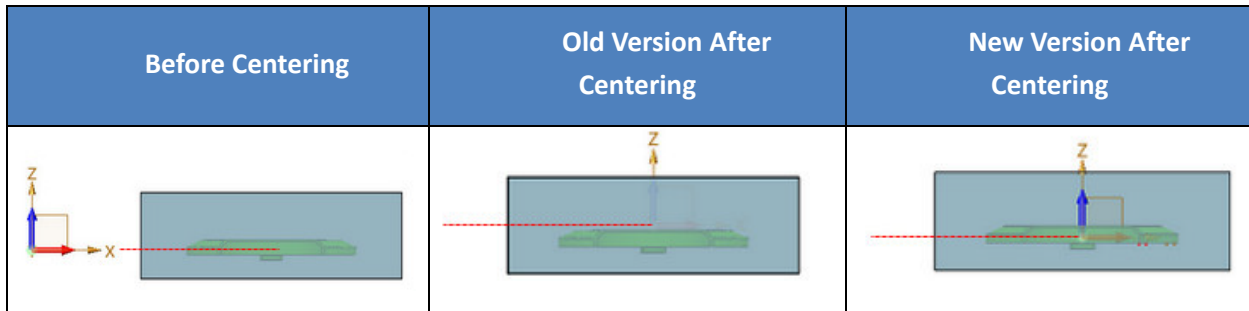 Before Centering
Old Version After
Centering
New Version After
Centering
Z
X
Z
Z